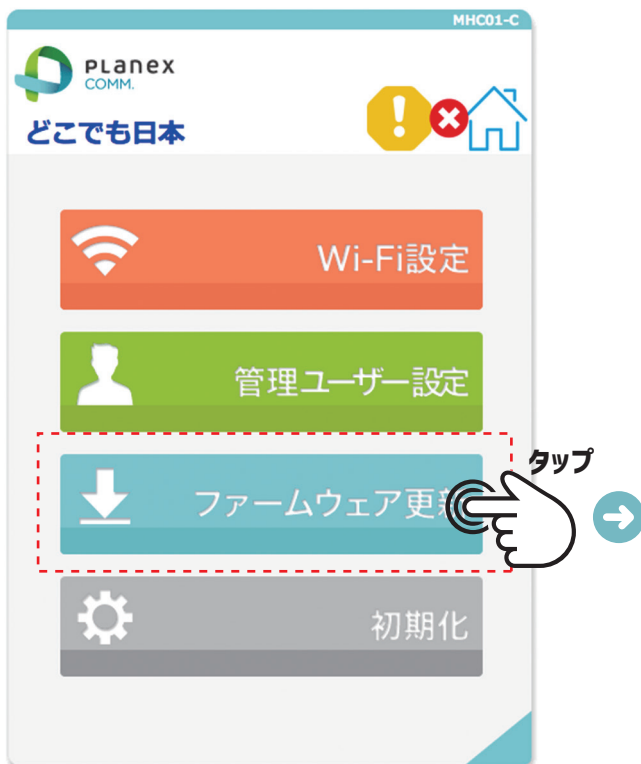 MHC01-C
PLANEX
COMM.
どこでも日本
Wi-Fi設定
管理ユーザー設定
ファームウェア更新
タップ
初期化